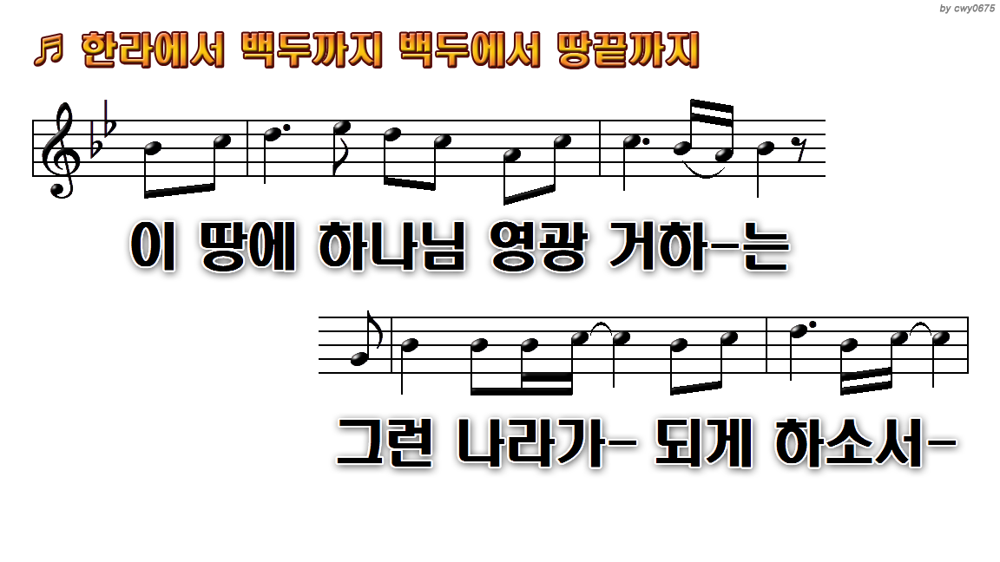 by cwy0675
♬ 한라에서 백두까지 백두에서 땅끝까지
이 땅에 하나님 영광 거하-는
그런 나라가- 되게 하소서-